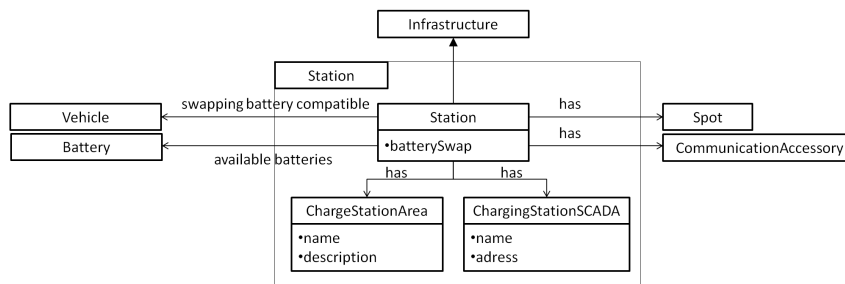 Infrastructure
Station
swapping battery compatible
has
Vehicle
Station
Spot
Battery
•batterySwap
has
CommunicationAccessory
available batteries
has
has
ChargeStationArea
ChargingStationSCADA
•name
•description
•name
•adress